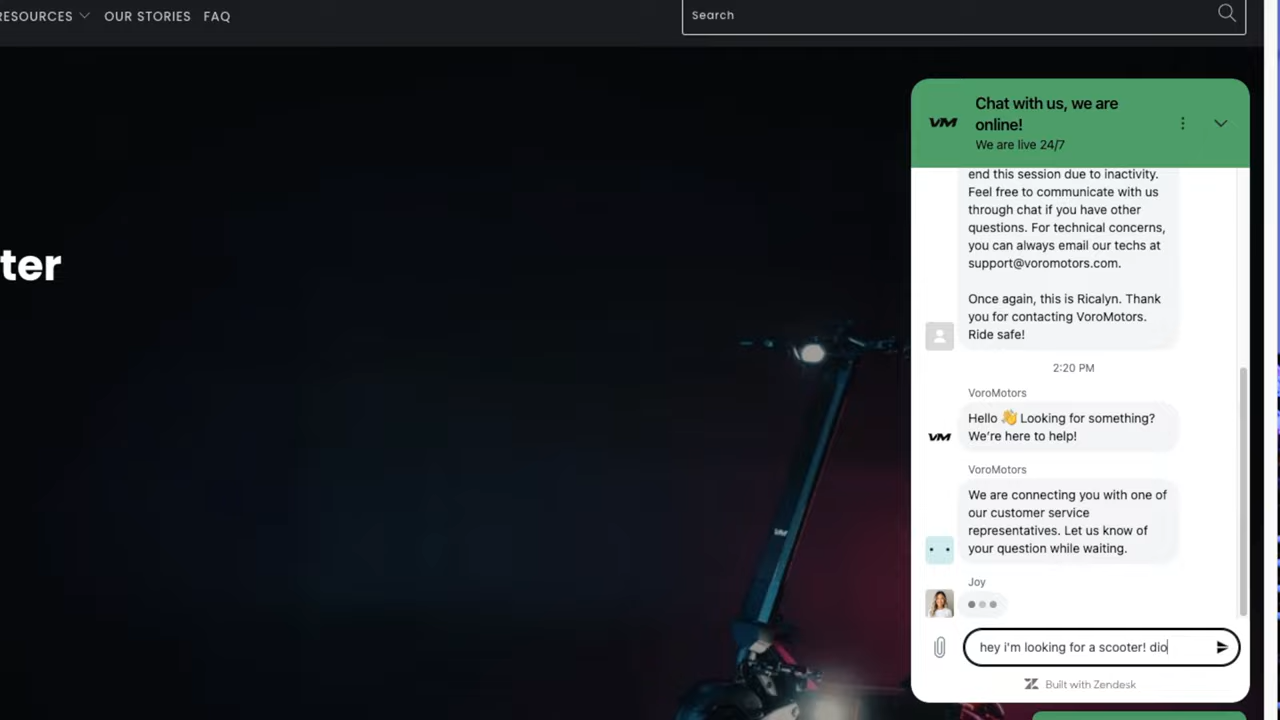 RESOURCES
OUR STORIES
FAQ
Search
ter
VM
Chat with us, we are
online!
We are live 24/7
end this session due to inactivity.
Feel free to communicate with us
through chat if you have other
questions. For technical concerns,
you can always email our techs at
support@voromotors.com.
Once again, this is Ricalyn. Thank
you for contacting VoroMotors.
Ride safe!
2:20 PM
VoroMotors
Hello 👋 Looking for something?
We're here to help!
VM
VoroMotors
We are connecting you with one of
our customer service
representatives. Let us know of
your question while waiting.
Joy
hey i'm looking for a scooter! dio
Built with Zendesk
VM